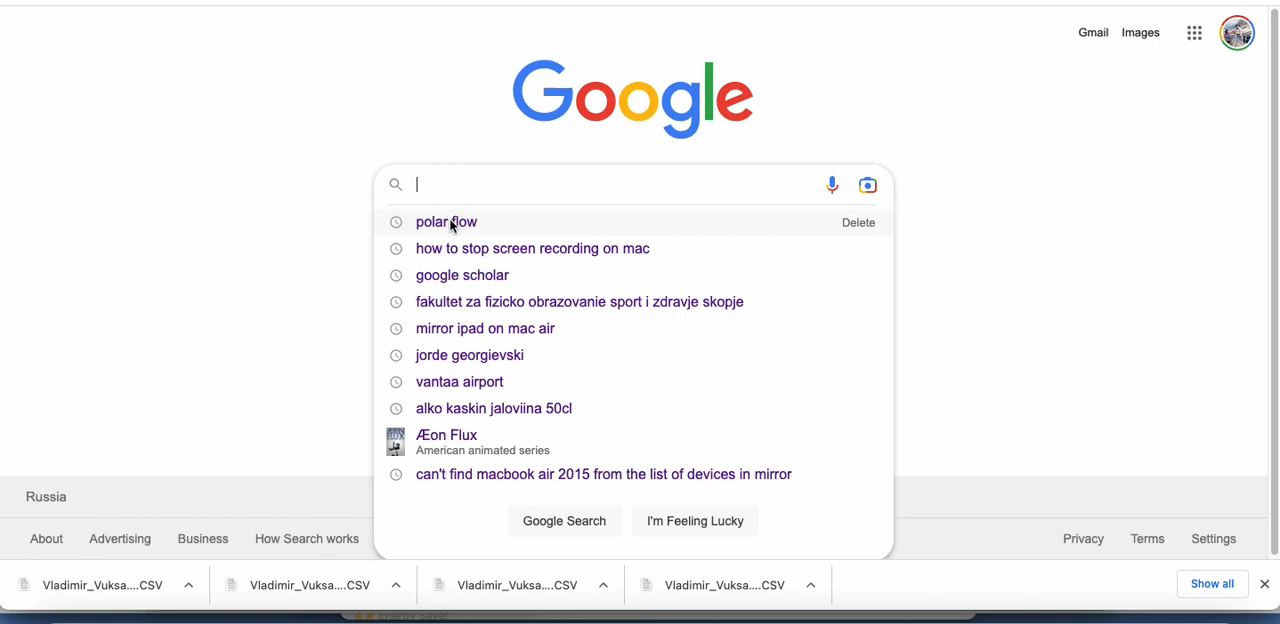 Gmail Images
Google
polar flow Delete
how to stop screen recording on mac
google scholar
fakultet za fizicko obrazovanie sport i zdravje skopje
mirror ipad on mac air
jorde georgievski
vantaa airport
alko kaskin jaloviina 50cl
Æon Flux
American animated series
can't find macbook air 2015 from the list of devices in mirror
Google Search I'm Feeling Lucky
Russia
About Advertising Business How Search works Privacy Terms Settings
Vladimir_Vuksa....CSV Vladimir_Vuksa....CSV Vladimir_Vuksa....CSV Vladimir_Vuksa....CSV Show all